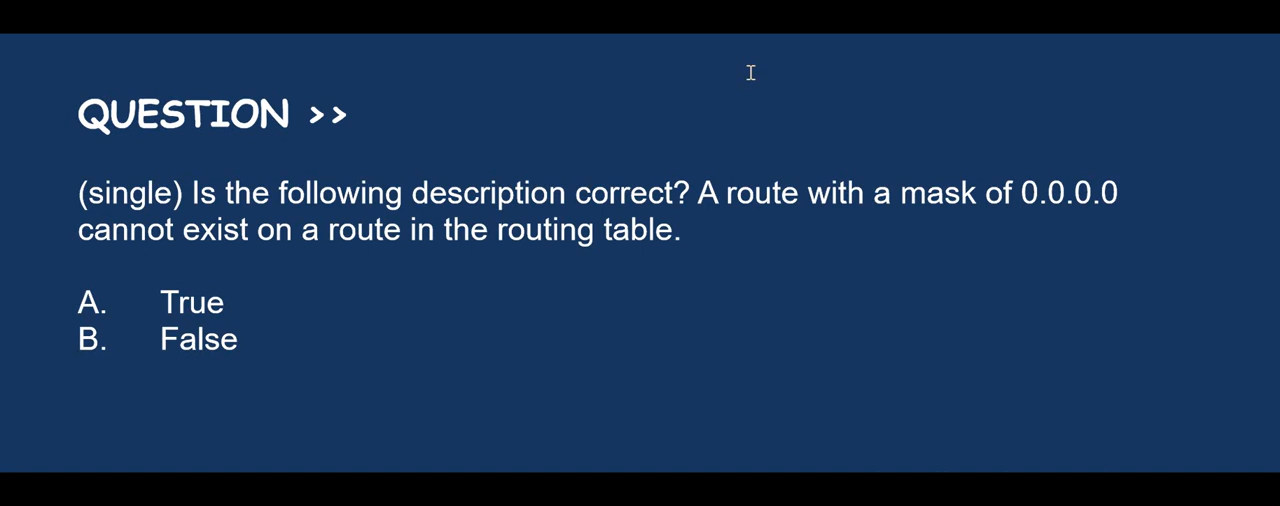 QUESTION >>
(single) Is the following description correct? A route with a mask of 0.0.0.0
cannot exist on a route in the routing table.
A. True
B. False